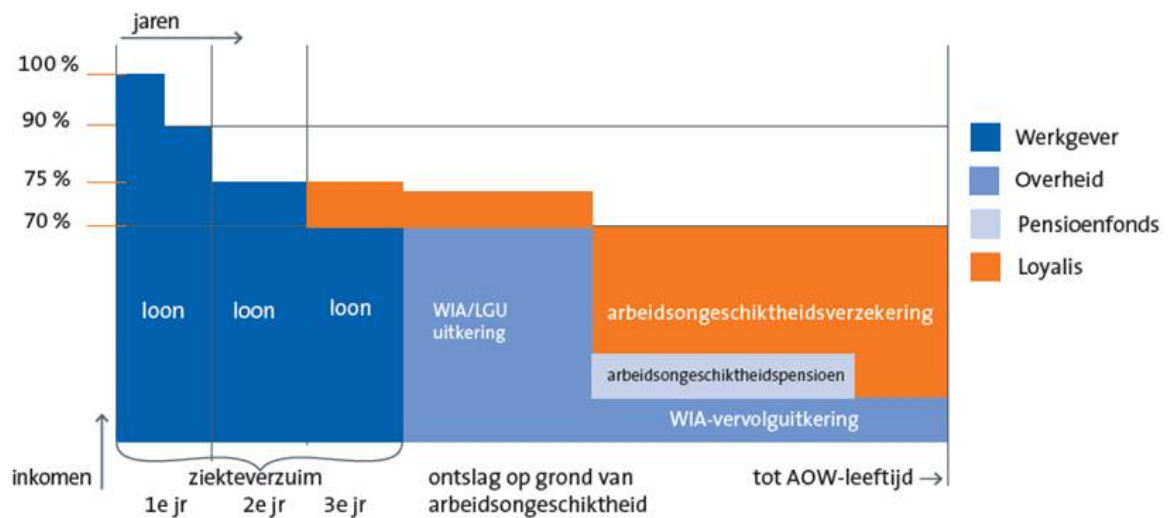 jaren
100 %
90 %
75 %
70 %
Werkgever
Overheid
Pensioenfonds
Loyalis
loon
loon
loon
WIA/LGU
uitkering
arbeidsongeschiktheidsverzekering
arbeidsongeschiktheidspensioen
WIA-vervolguitkering
inkomen
ziekteverzuim
1e jr
2e jr
3e jr
ontslag op grond van
arbeidsongeschiktheid
tot AOW-leeftijd